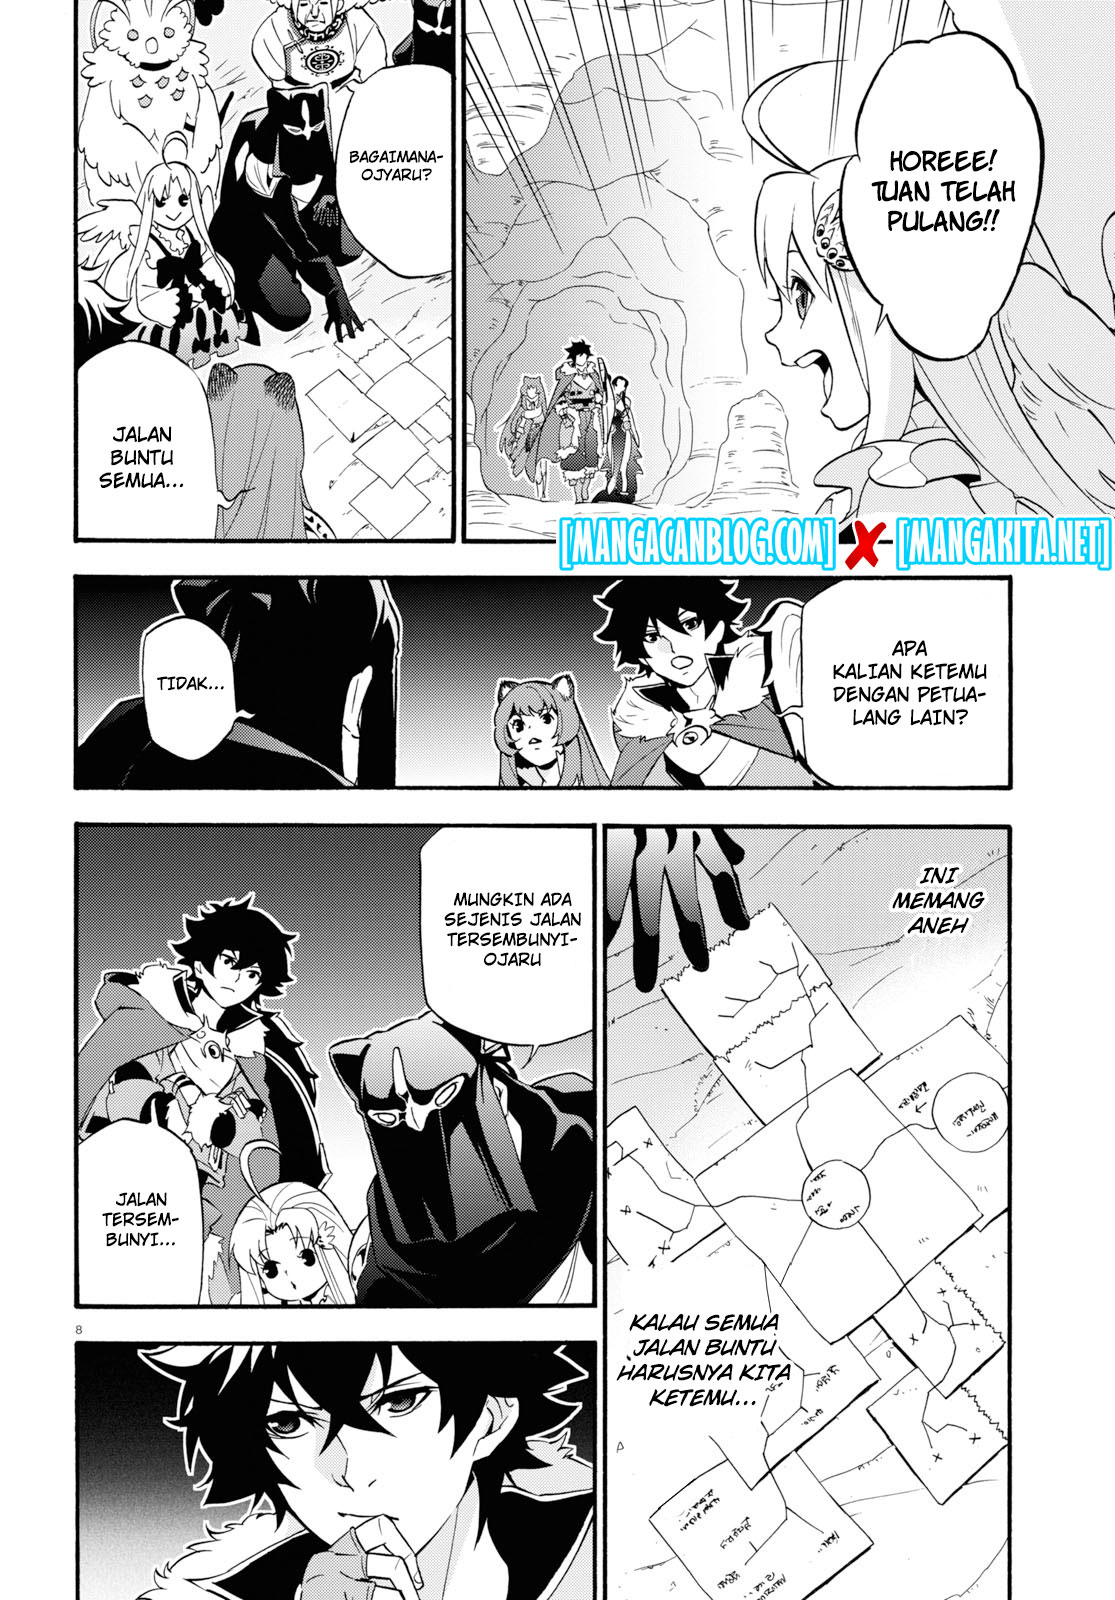 HOREEE!
TUAN TELAH
PULANG!!
BAGAIMANA-
OJYARU?
JALAN
BUNTU
SEMUA...
[MANGACANBLOG.COM] X [MANGAKITA.NET]
APA
KALIAN KETEMU
DENGAN PETUA-
LANG LAIN?
TIDAK...
INI
MEMANG
ANEH
KALAU SEMUA
JALAN BUNTU
HARUSNYA KITA
KETEMU...
MUNGKIN ADA
SEJENIS JALAN
TERSEMBUNYI-
OJARU
JALAN
TERSEM-
BUNYI...
8